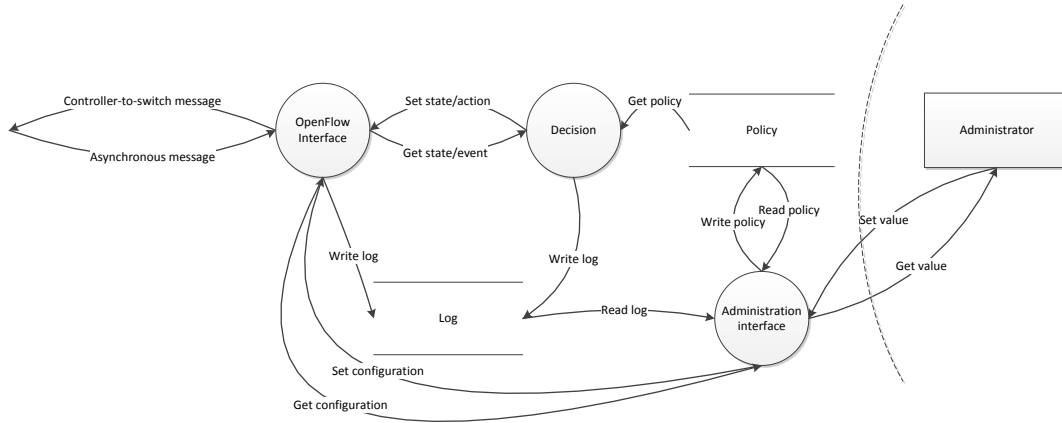 Controller-to-switch message
Asynchronous message
OpenFlow
Interface
Set state/action
Get state/event
Decision
Get policy
Policy
Administrator
Write policy
Read policy
Set value
Get value
Write log
Write log
Log
Read log
Administration
interface
Set configuration
Get configuration